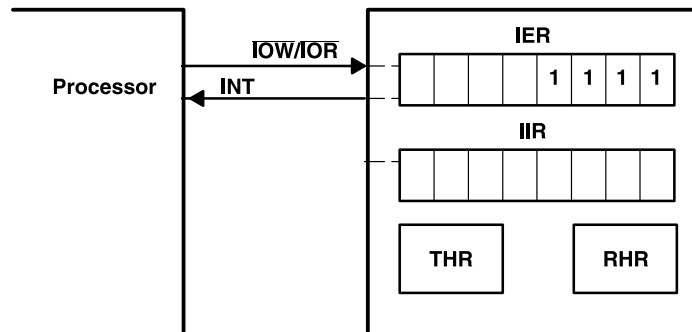 IOW/IOR
IER
1 1 1 1
Processor
INT
IIR
THR
RHR